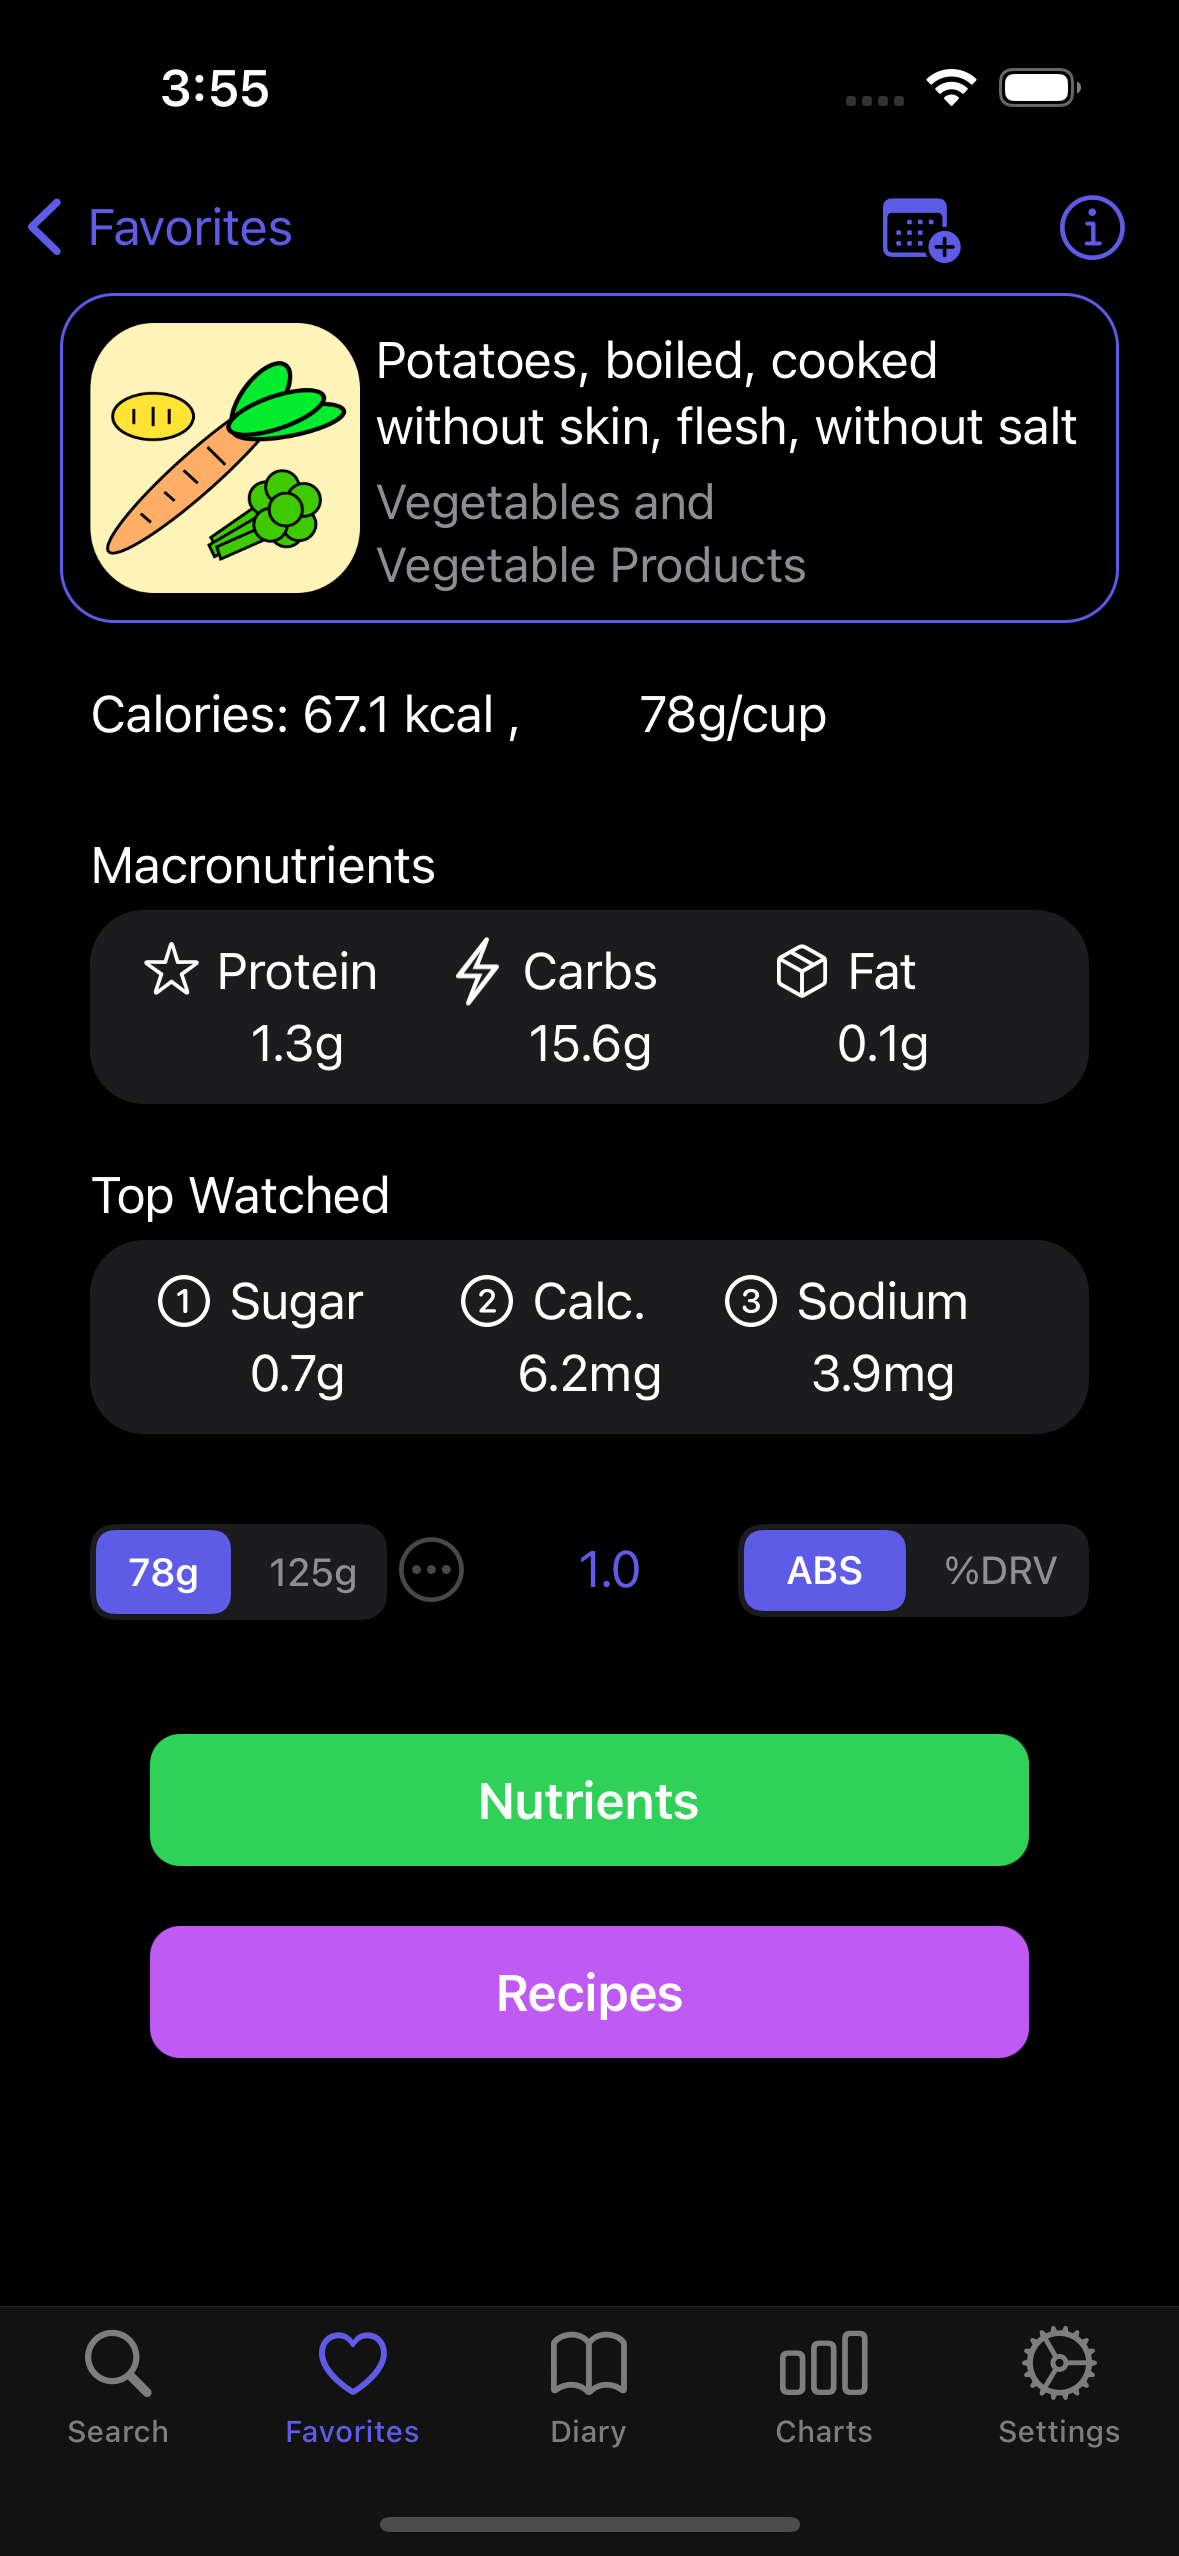 3:55
Favorites
Potatoes, boiled, cooked
without skin, flesh, without salt
Vegetables and
Vegetable Products
Calories: 67.1 kcal , 78g/cup
Macronutrients
Protein Carbs Fat
1.3g 15.6g 0.1g
Top Watched
1 Sugar 2 Calc. 3 Sodium
0.7g 6.2mg 3.9mg
78g 125g 1.0 ABS %DRV
Nutrients
Recipes
Search Favorites Diary Charts Settings